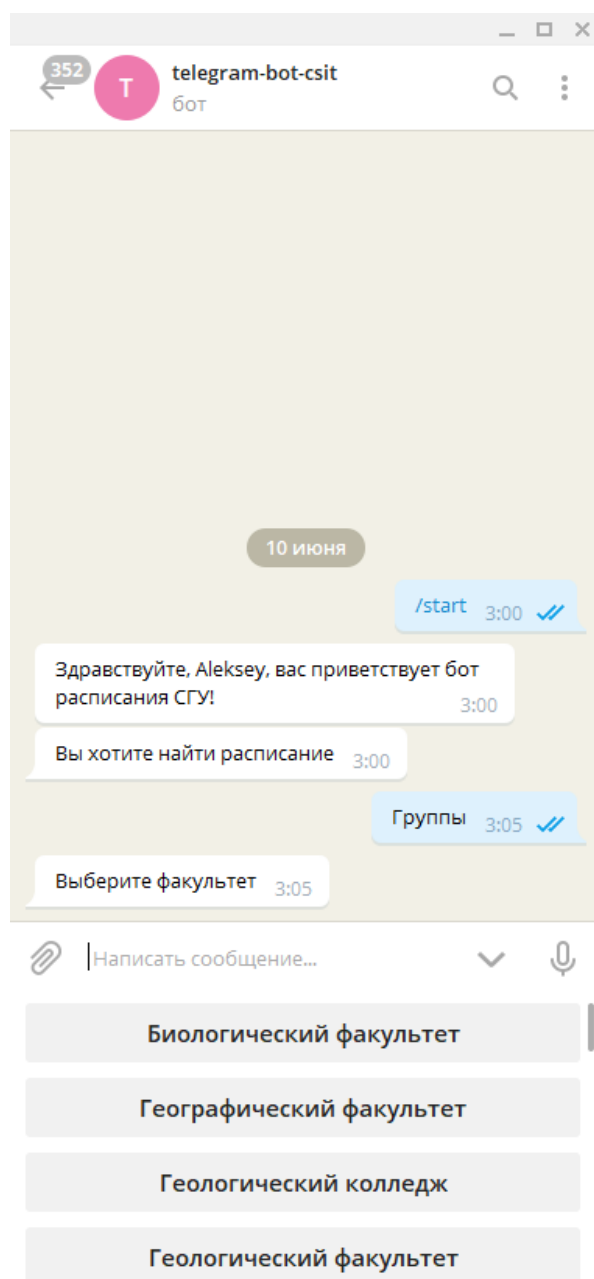 352
T
telegram-bot-csit
бот
10 июня
/start 3:00
Здравствуйте, Aleksey, вас приветствует бот
расписания СГУ! 3:00
Вы хотите найти расписание 3:00
Группы 3:05
Выберите факультет 3:05
Написать сообщение...
Биологический факультет
Географический факультет
Геологический колледж
Геологический факультет